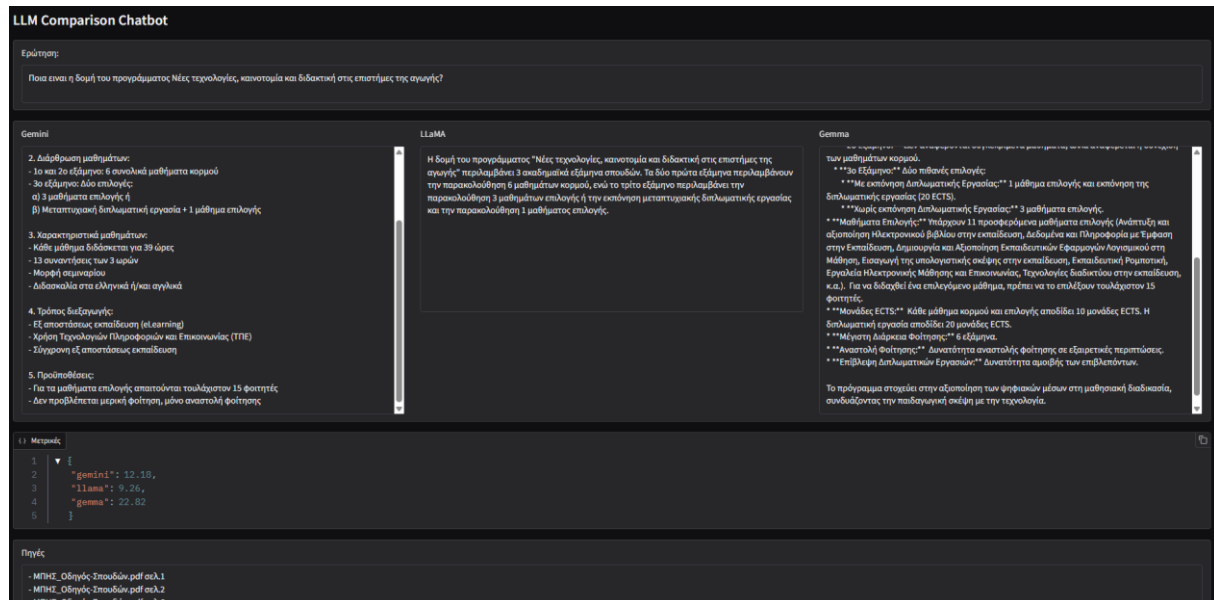 LLM Comparison Chatbot
Ερώτηση:
Ποια ειναι η δομή του προγράμματος Νέες τεχνολογίες, καινοτομία και διδακτική στις επιστήμες της αγωγής?
Gemini
2. Διάρθρωση μαθημάτων:
- 1ο και 2ο εξάμηνο: 6 συνολικά μαθήματα κορμού
- 3ο εξάμηνο: Δύο επιλογές:
α) 3 μαθήματα επιλογής ή
β) Μεταπτυχιακή διπλωματική εργασία + 1 μάθημα επιλογής
3. Χαρακτηριστικά μαθημάτων:
- Κάθε μάθημα διδάσκεται για 39 ώρες
- 13 συναντήσεις των 3 ωρών
- Μορφή σεμιναρίου
- Διδασκαλία στα ελληνικά ή/και αγγλικά
4. Τρόπος διεξαγωγής:
- Εξ αποστάσεως εκπαίδευση (eLearning)
- Χρήση Τεχνολογιών Πληροφοριών και Επικοινωνίας (ΤΠΕ)
- Σύγχρονη εξ αποστάσεως εκπαίδευση
5. Προϋποθέσεις:
- Για τα μαθήματα επιλογής απαιτούνται τουλάχιστον 15 φοιτητές
- Δεν προβλέπεται μερική φοίτηση, μόνο αναστολή φοίτησης
LLaMA
Η δομή του προγράμματος "Νέες τεχνολογίες, καινοτομία και διδακτική στις επιστήμες της
αγωγής" περιλαμβάνει 3 ακαδημαϊκά εξάμηνα σπουδών. Τα δύο πρώτα εξάμηνα περιλαμβάνουν
την παρακολούθηση 6 μαθημάτων κορμού, ενώ το τρίτο εξάμηνο περιλαμβάνει την
παρακολούθηση 3 μαθημάτων επιλογής ή την εκπόνηση μεταπτυχιακής διπλωματικής εργασίας
και την παρακολούθηση 1 μαθήματος επιλογής.
Gemma
των μαθημάτων κορμού.
* **3ο Εξάμηνο:** Δύο πιθανές επιλογές:
* **Με εκπόνηση Διπλωματικής Εργασίας:** 1 μάθημα επιλογής και εκπόνηση της
διπλωματικής εργασίας (20 ECTS).
* **Χωρίς εκπόνηση Διπλωματικής Εργασίας:** 3 μαθήματα επιλογής.
* **Μαθήματα Επιλογής:** Υπάρχουν 11 προσφερόμενα μαθήματα επιλογής (Ανάπτυξη και
αξιοποίηση Ηλεκτρονικού βιβλίου στην εκπαίδευση, Δεδομένα και Πληροφορία με Έμφαση
στην Εκπαίδευση, Δημιουργία και Αξιοποίηση Εκπαιδευτικών Εφαρμογών Λογισμικού στη
Μάθηση, Εισαγωγή της υπολογιστικής σκέψης στην εκπαίδευση, Εκπαιδευτική Ρομποτική,
Εργαλεία Ηλεκτρονικής Μάθησης και Επικοινωνίας, Τεχνολογίες διαδικτύου στην εκπαίδευση,
κ.α.). Για να διδαχθεί ένα επιλεγόμενο μάθημα, πρέπει να το επιλέξουν τουλάχιστον 15
φοιτητές.
* **Μονάδες ECTS:** Κάθε μάθημα κορμού και επιλογής αποδίδει 10 μονάδες ECTS. Η
διπλωματική εργασία αποδίδει 20 μονάδες ECTS.
* **Μέγιστη Διάρκεια Φοίτησης:** 6 εξάμηνα.
* **Αναστολή Φοίτησης:** Δυνατότητα αναστολής φοίτησης σε εξαιρετικές περιπτώσεις.
* **Επίβλεψη Διπλωματικών Εργασιών:** Δυνατότητα αμοιβής των επιβλεπόντων.
Το πρόγραμμα στοχεύει στην αξιοποίηση των ψηφιακών μέσων στη μαθησιακή διαδικασία,
συνδυάζοντας την παιδαγωγική σκέψη με την τεχνολογία.
{} Μετρικές
1 ▼ {
2 "gemini": 12.18,
3 "llama": 9.26,
4 "gemma": 22.82
5 }
Πηγές
- ΜΠΗΣ_Οδηγός-Σπουδών.pdf σελ.1
- ΜΠΗΣ_Οδηγός-Σπουδών.pdf σελ.2